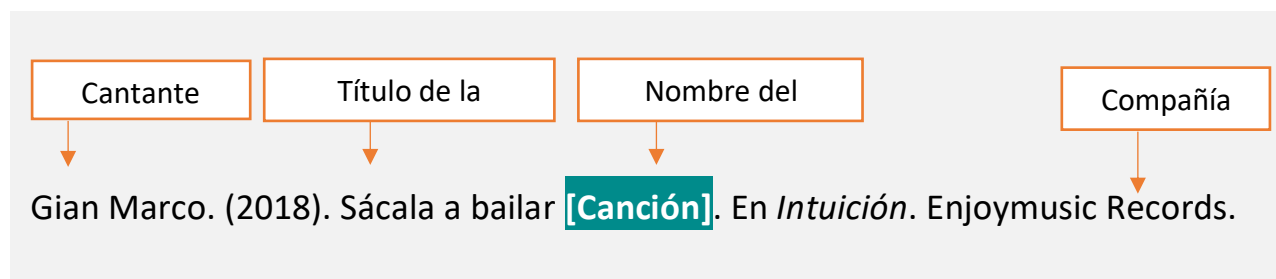 Cantante
Título de la
Nombre del
Compañía
Gian Marco. (2018). Sácala a bailar [Canción]. En Intuición. Enjoymusic Records.